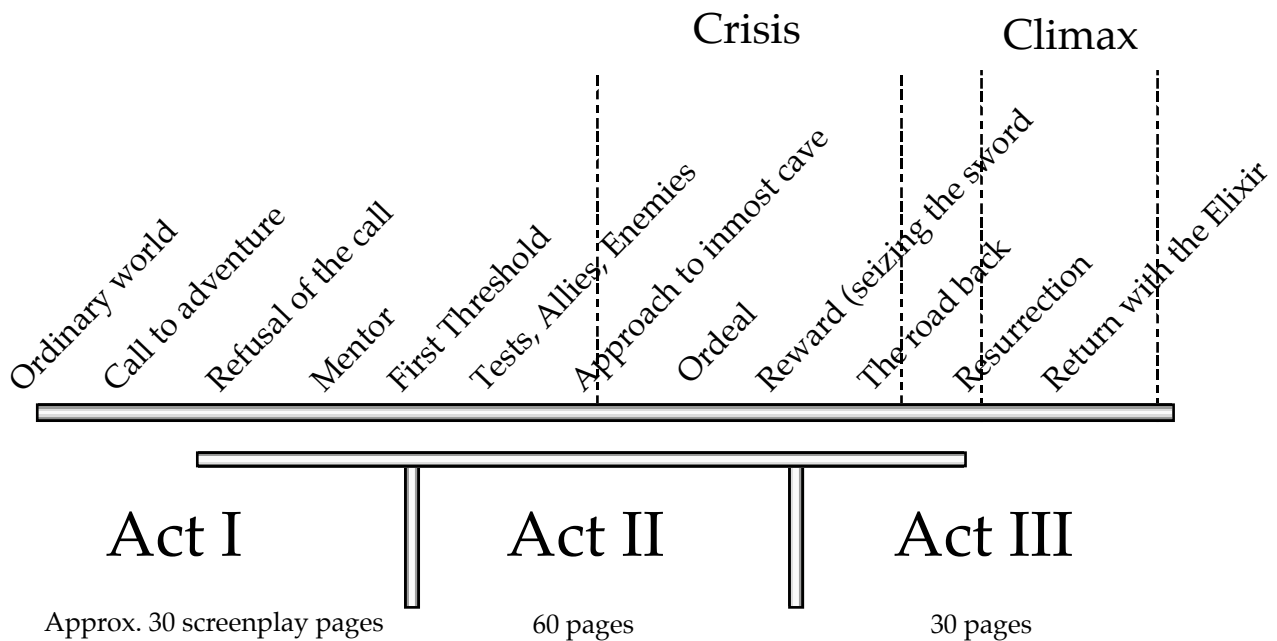 Crisis
Climax
Ordinary world
Call to adventure
Refusal of the call
Mentor
First Threshold
Tests, Allies, Enemies
Approach to inmost cave
Ordeal
Reward (seizing the sword
The road back
Resurrection
Return with the Elixir
Act I
Act II
Act III
Approx. 30 screenplay pages
60 pages
30 pages